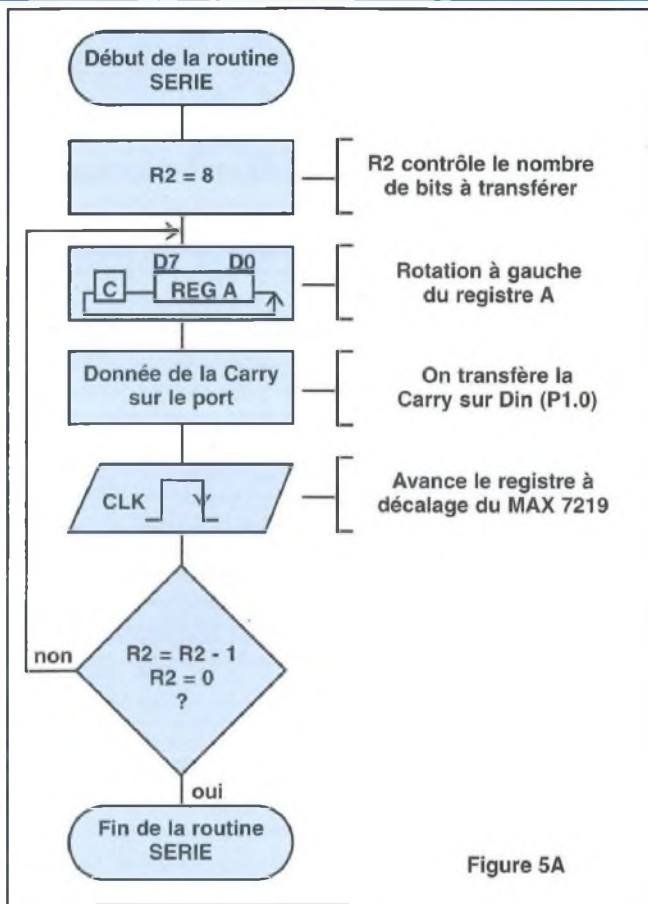 Début de la routine
SERIE
R2 = 8
R2 contrôle le nombre
de bits à transférer
D7 D0
C REG A
Rotation à gauche
du registre A
Donnée de la Carry
sur le port
On transfère la
Carry sur Din (P1.0)
CLK
Avance le registre à
décalage du MAX 7219
non
R2 = R2 - 1
R2 = 0
?
oui
Fin de la routine
SERIE
Figure 5A